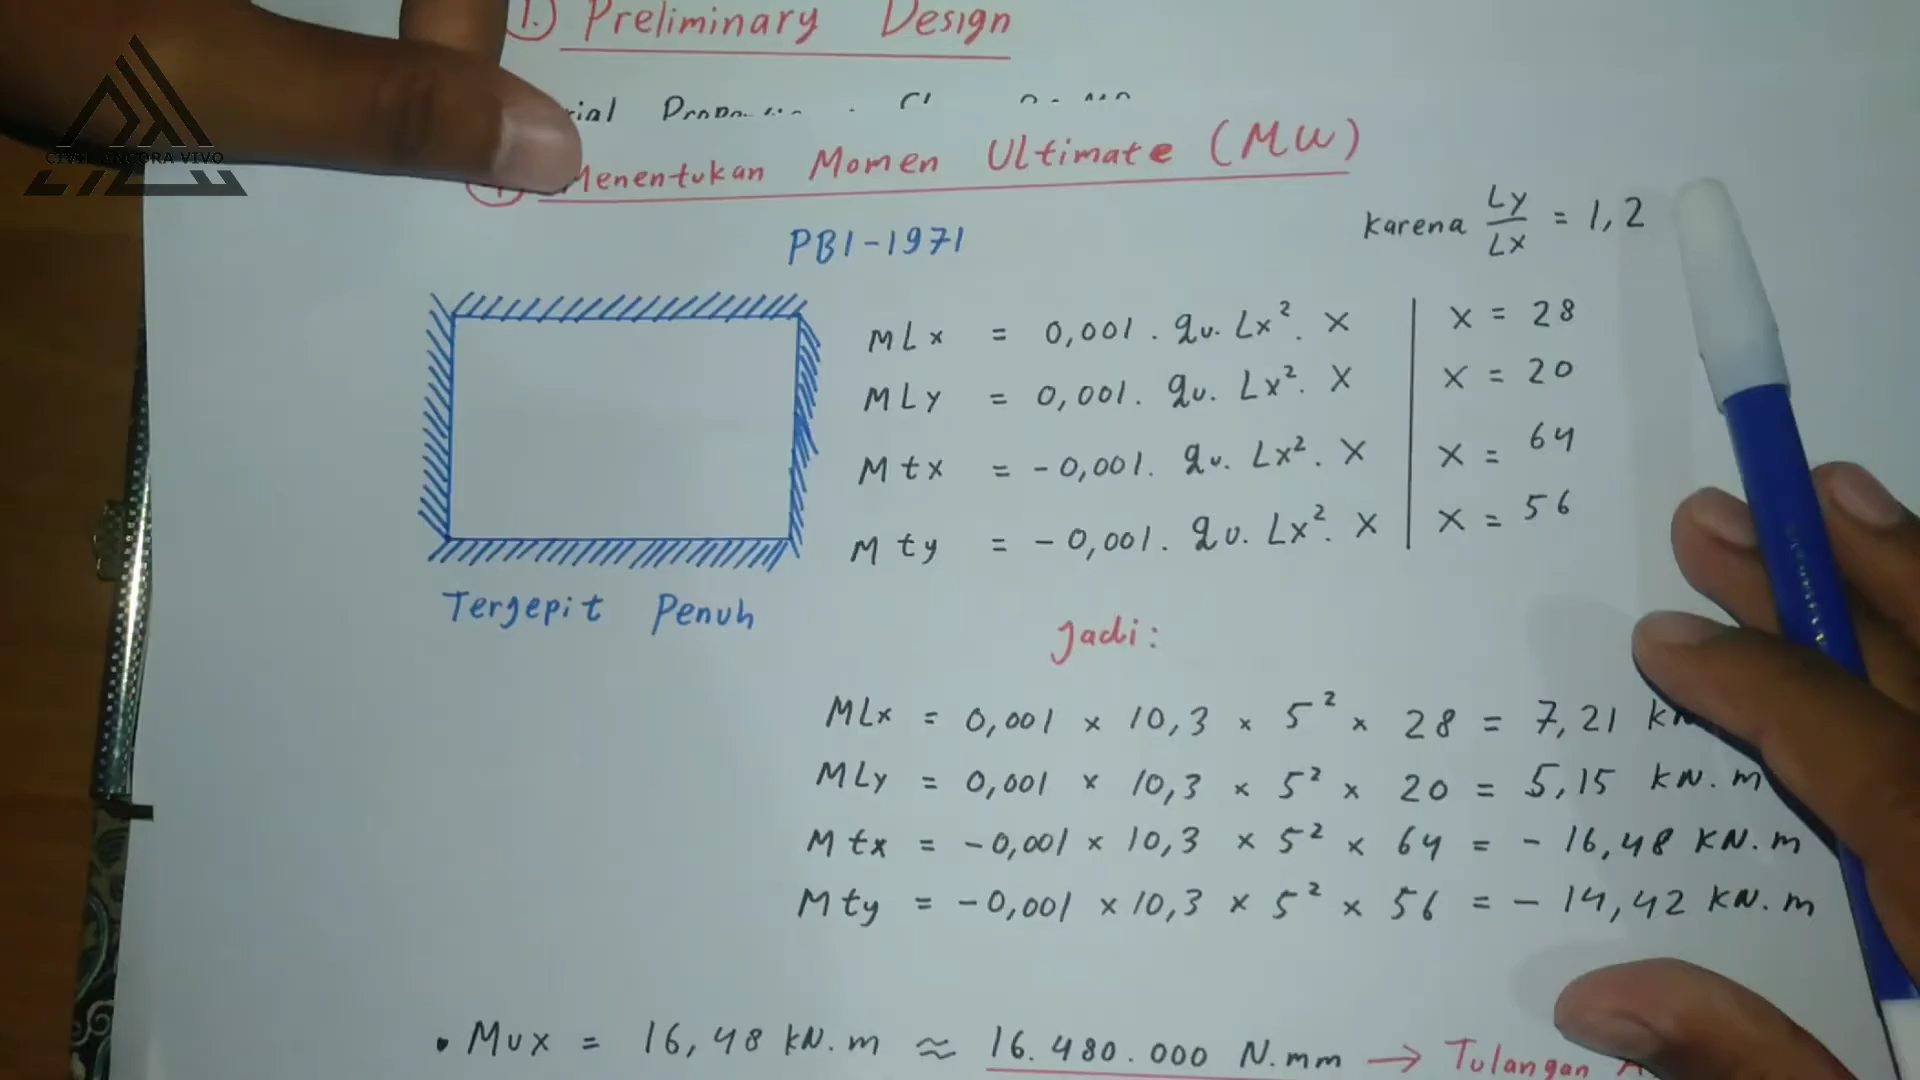 1. Preliminary Design
CIVIL ANCORA VIVO
Menentukan Momen Ultimate (MU)
PBI-1971
Karena Ly/Lx = 1,2
MLx = 0,001 . qu. Lx². X | X = 28
MLy = 0,001. qu. Lx². X | X = 20
Mtx = -0,001. qu. Lx². X | X = 64
Mty = -0,001. qu. Lx². X | X = 56
Tergepit Penuh
Jadi:
MLx = 0,001 x 10,3 x 5² x 28 = 7,21
MLy = 0,001 x 10,3 x 5² x 20 = 5,15 kN.m
Mtx = -0,001 x 10,3 x 5² x 64 = - 16,48 KN.m
Mty = -0,001 x 10,3 x 5² x 56 = - 14,42 KN.m
• Mux = 16,48 kN.m ≈ 16.480.000 N.mm → Tulangan